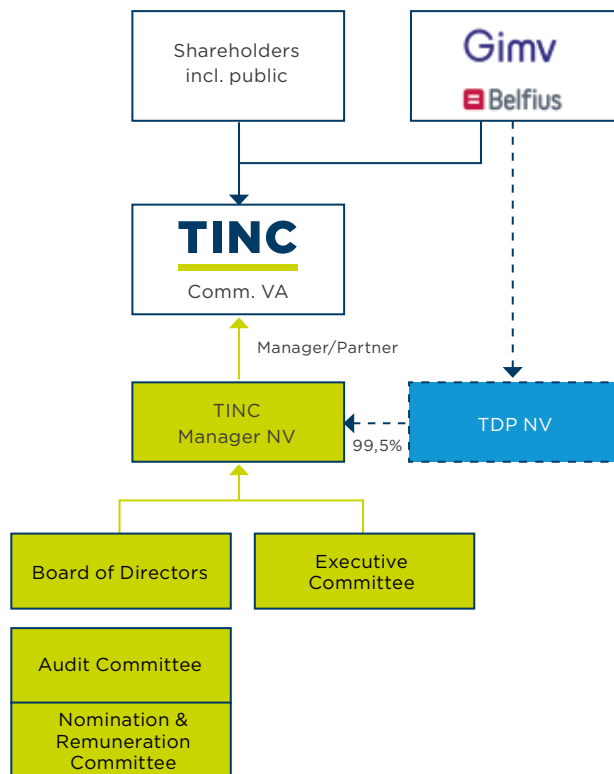 Shareholders
incl. public
Gimv
Belfius
TINC
Comm. VA
Manager/Partner
TINC
Manager NV
99,5%
TDP NV
Board of Directors
Executive
Committee
Audit Committee
Nomination &
Remuneration
Committee